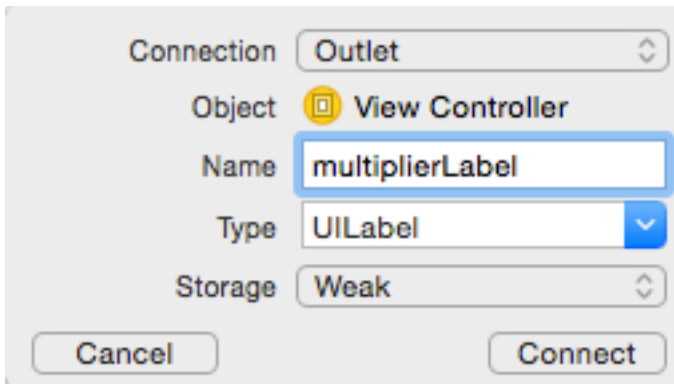 Connection Outlet
Object View Controller
Name multiplierLabel
Type UILabel
Storage Weak
Cancel Connect